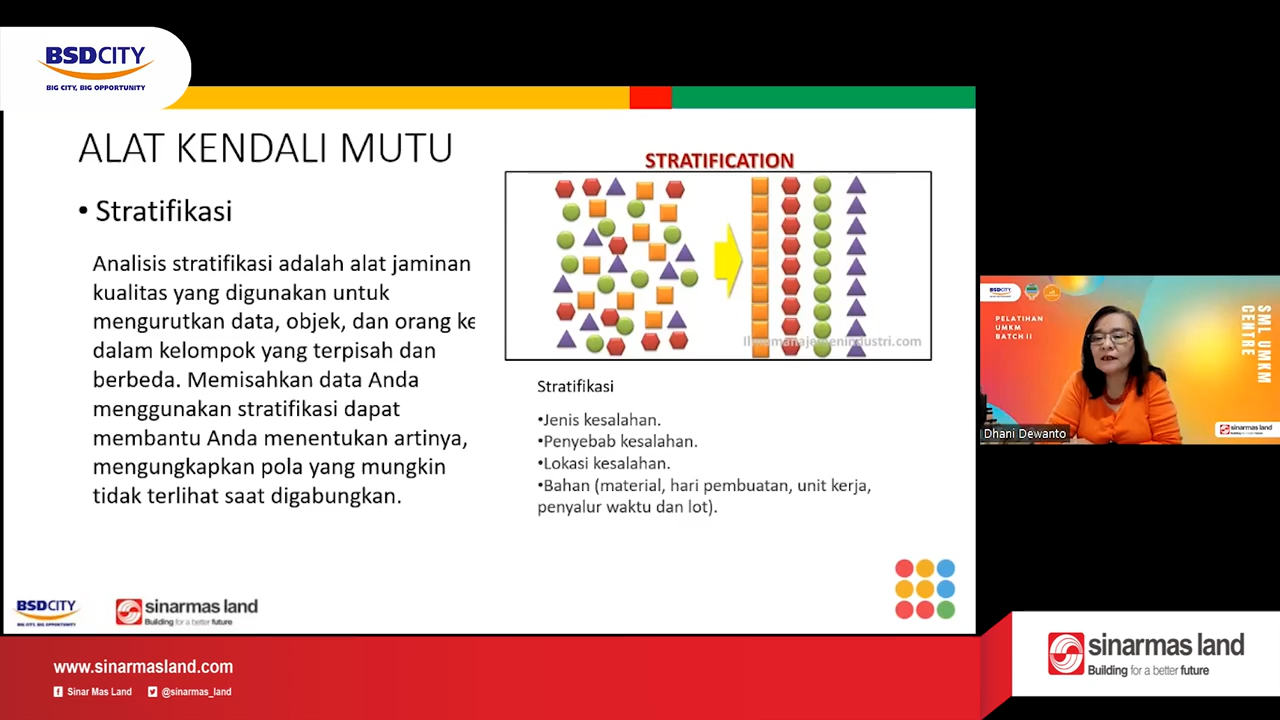 BSDCITY
BIG CITY, BIG OPPORTUNITY
ALAT KENDALI MUTU
• Stratifikasi
Analisis stratifikasi adalah alat jaminan
kualitas yang digunakan untuk
mengurutkan data, objek, dan orang ke
dalam kelompok yang terpisah dan
berbeda. Memisahkan data Anda
menggunakan stratifikasi dapat
membantu Anda menentukan artinya,
mengungkapkan pola yang mungkin
tidak terlihat saat digabungkan.
STRATIFICATION
Ilmumanajemenindustri.com
Stratifikasi
•Jenis kesalahan.
•Penyebab kesalahan.
•Lokasi kesalahan.
•Bahan (material, hari pembuatan, unit kerja,
penyalur waktu dan lot).
BSDCITY
BIG CITY, BIG OPPORTUNITY
sinarmas land
Building for a better future
BSDCITY
PELATIHAN
UMKM
BATCH II
SML UMKM
CENTRE
sinarmas land
Dhani Dewanto
www.sinarmasland.com
Sinar Mas Land
@sinarmas_land
sinarmas land
Building for a better future